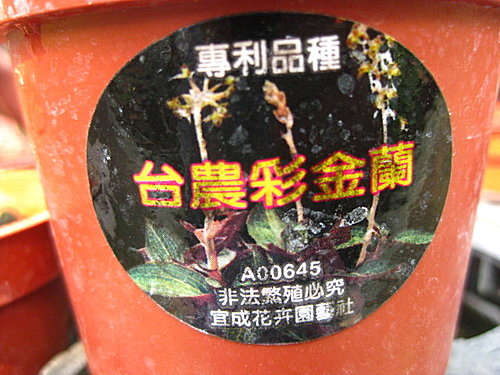 專利品種
台農彩金蘭
A00645
非法繁殖必究
宜成花卉園藝社